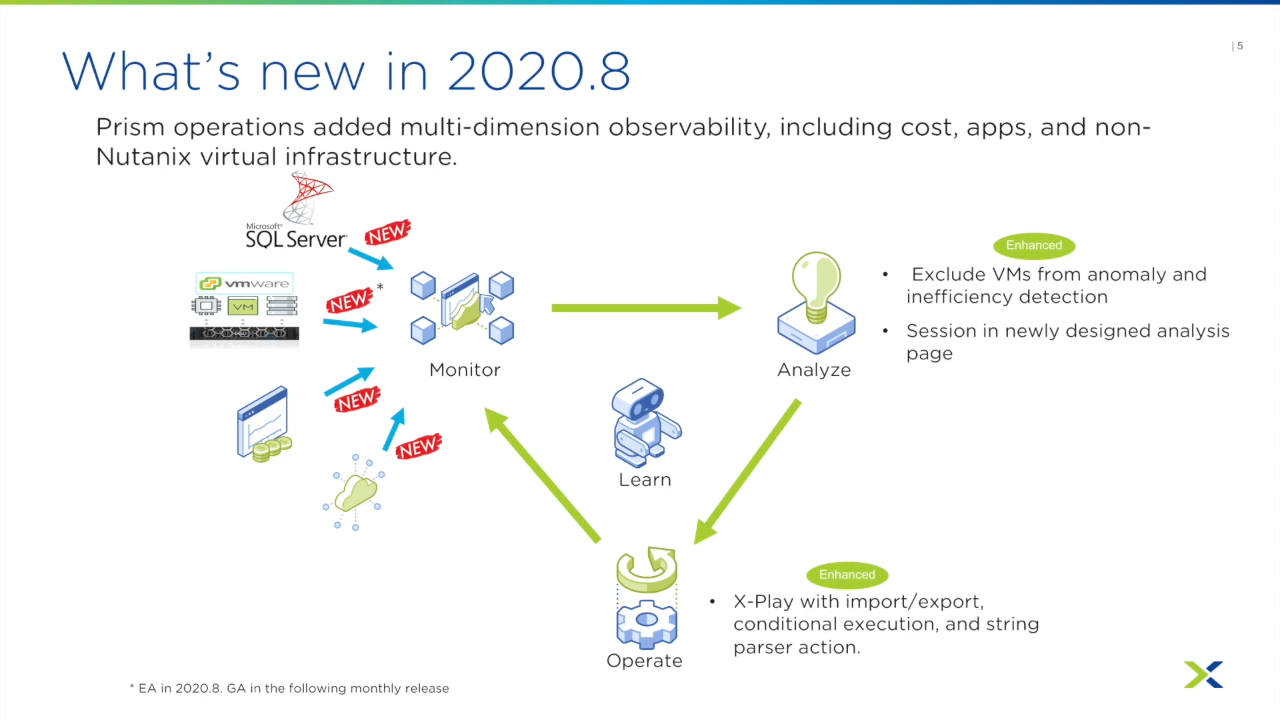 | 5
What's new in 2020.8
Prism operations added multi-dimension observability, including cost, apps, and non-
Nutanix virtual infrastructure.
Microsoft®
SQL Server®
NEW
Enhanced
• Exclude VMs from anomaly and
inefficiency detection
• Session in newly designed analysis
page
vmware
VM
NEW *
Monitor
Analyze
NEW
NEW
Learn
Enhanced
• X-Play with import/export,
conditional execution, and string
parser action.
Operate
* EA in 2020.8. GA in the following monthly release